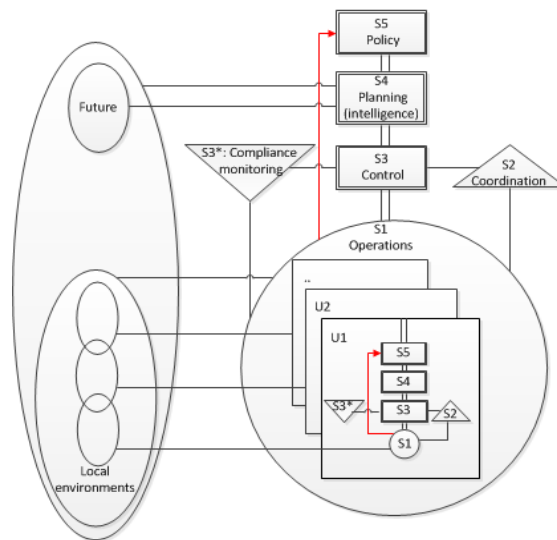 S5
Policy
S4
Planning
(intelligence)
Future
S3*: Compliance
monitoring
S3
Control
S2
Coordination
S1
Operations
..
U2
U1
S5
S4
S3*
S3
S2
S1
Local
environments